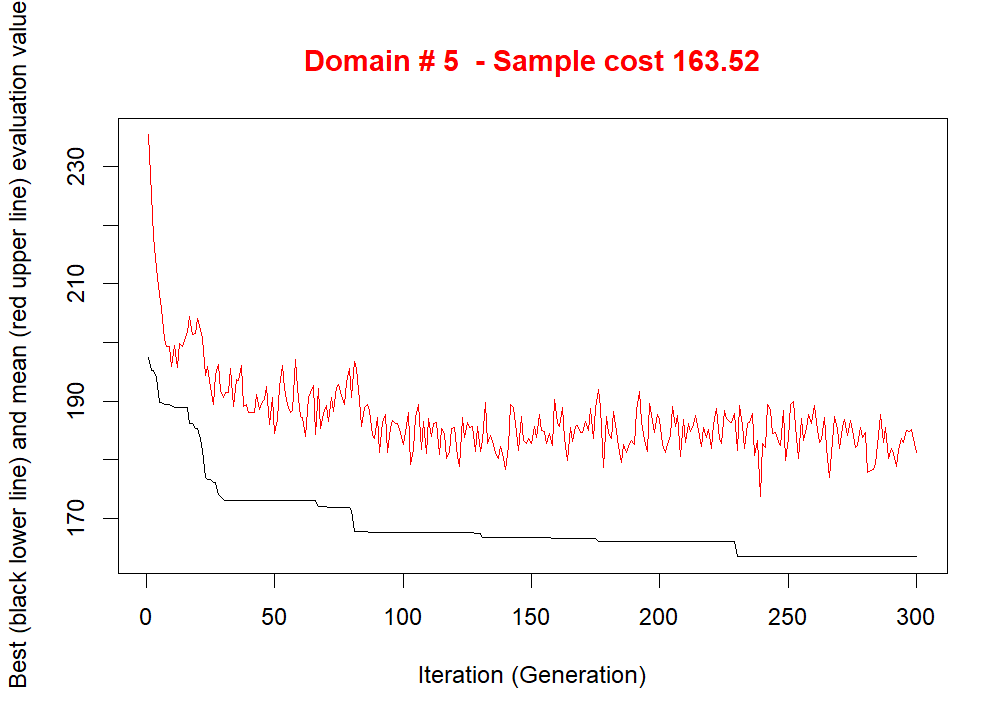 Domain # 5  - Sample cost 163.52
Best (black lower line) and mean (red upper line) evaluation value
230
210
190
170
0 50 100 150 200 250 300
Iteration (Generation)